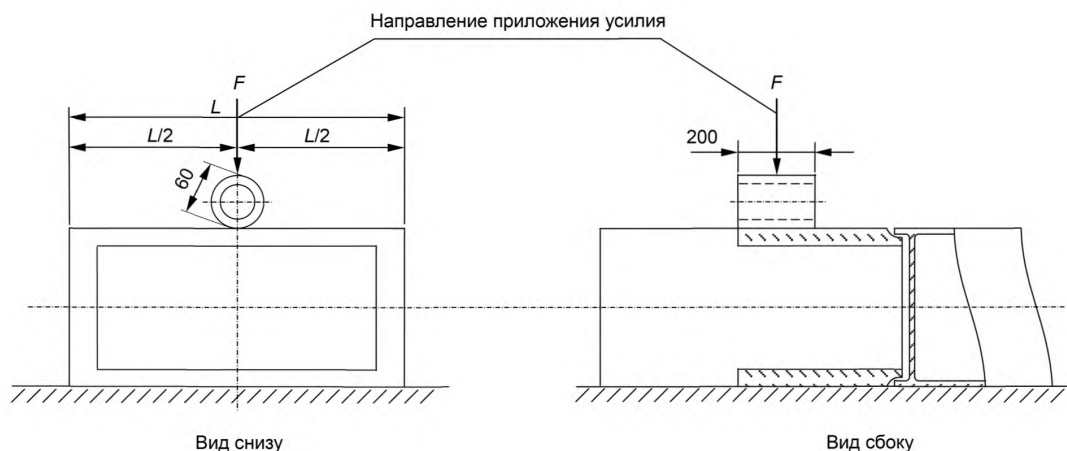 Направление приложения усилия
F
F
L
L/2
L/2
200
60
Вид снизу
Вид сбоку